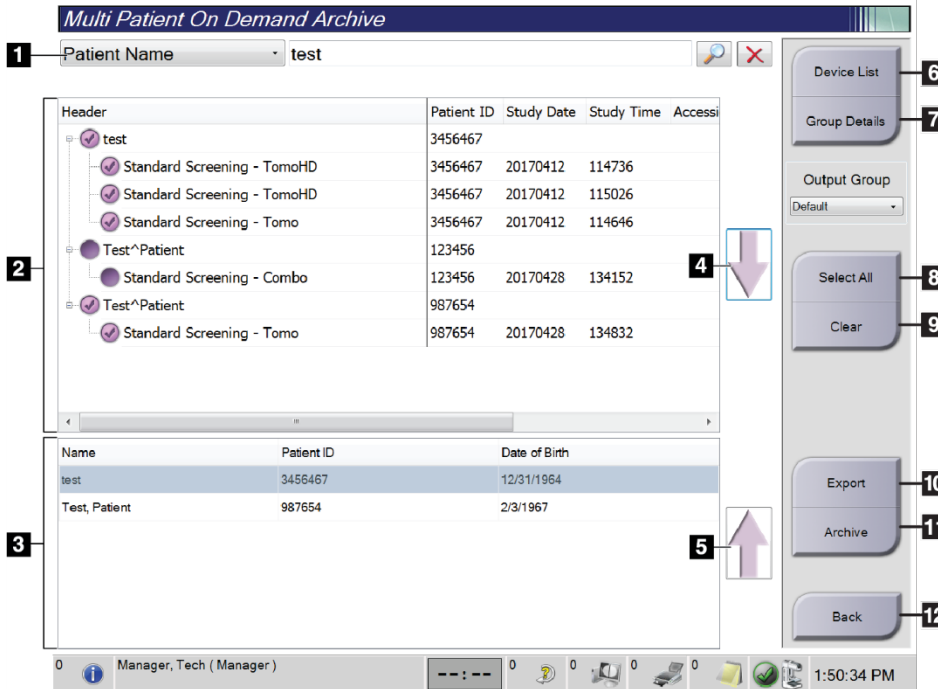 Multi Patient On Demand Archive
1 Patient Name test
Device List 6
Group Details 7
Output Group
Default
Header Patient ID Study Date Study Time Accessi
test 3456467
Standard Screening - TomoHD 3456467 20170412 114736
Standard Screening - TomoHD 3456467 20170412 115026
Standard Screening - Tomo 3456467 20170412 114646
Test^Patient 123456
Standard Screening - Combo 123456 20170428 134152
Test^Patient 987654
Standard Screening - Tomo 987654 20170428 134832
2
4
Select All 8
Clear 9
Name Patient ID Date of Birth
test 3456467 12/31/1964
Test, Patient 987654 2/3/1967
3
5
Export 10
Archive 11
Back 12
0 Manager, Tech ( Manager ) --:-- 0 0 0 0 1:50:34 PM